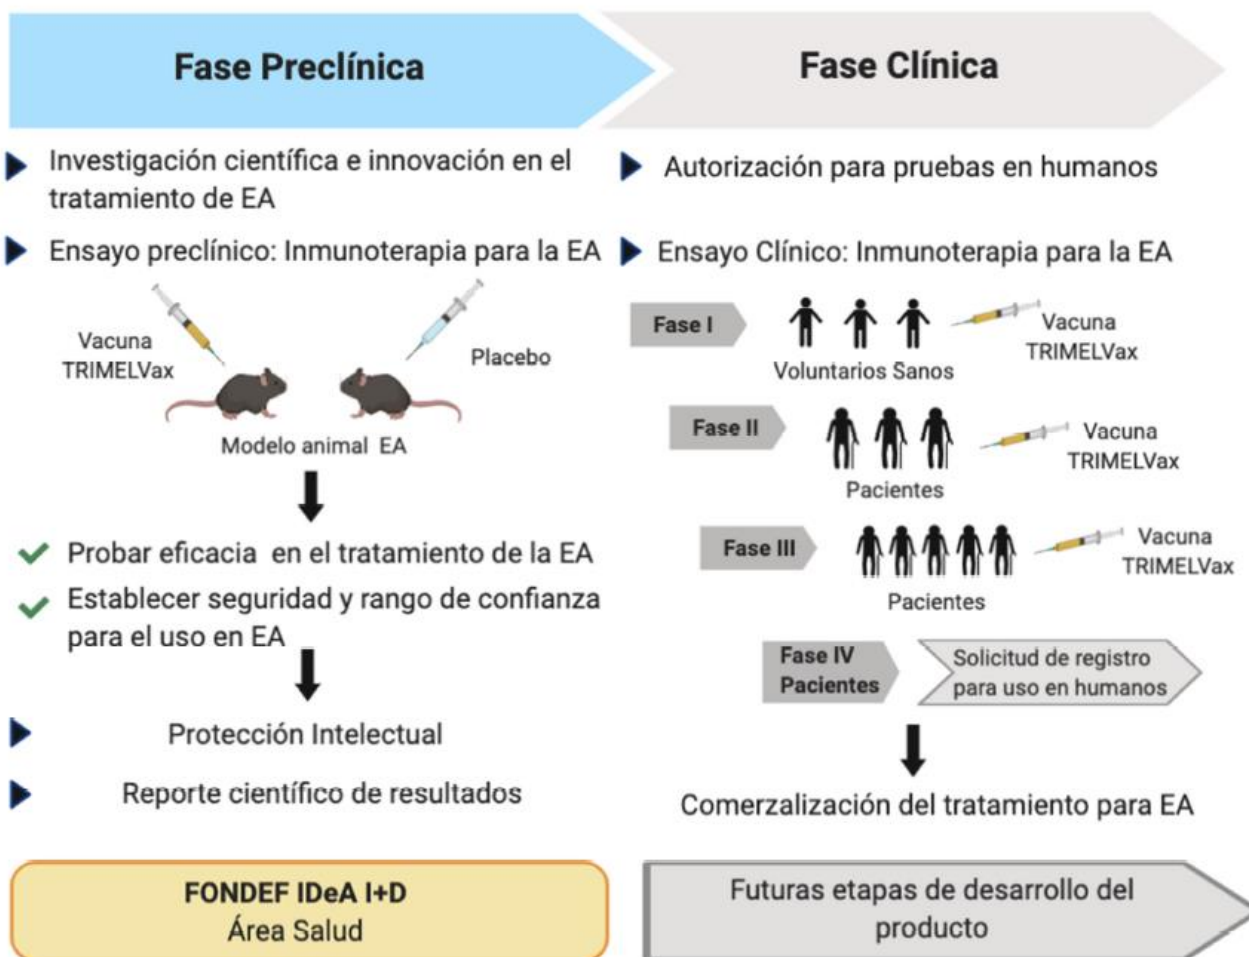 Fase Preclínica
Investigación científica e innovación en el
tratamiento de EA
Ensayo preclínico: Inmunoterapia para la EA
Vacuna
TRIMELVax
Placebo
Modelo animal EA
Probar eficacia en el tratamiento de la EA
Establecer seguridad y rango de confianza
para el uso en EA
Protección Intelectual
Reporte científico de resultados
FONDEF IDeA I+D
Área Salud
Fase Clínica
Autorización para pruebas en humanos
Ensayo Clínico: Inmunoterapia para la EA
Fase I
Voluntarios Sanos
Vacuna
TRIMELVax
Fase II
Pacientes
Vacuna
TRIMELVax
Fase III
Pacientes
Vacuna
TRIMELVax
Fase IV
Pacientes
Solicitud de registro
para uso en humanos
Comerzalización del tratamiento para EA
Futuras etapas de desarrollo del
producto